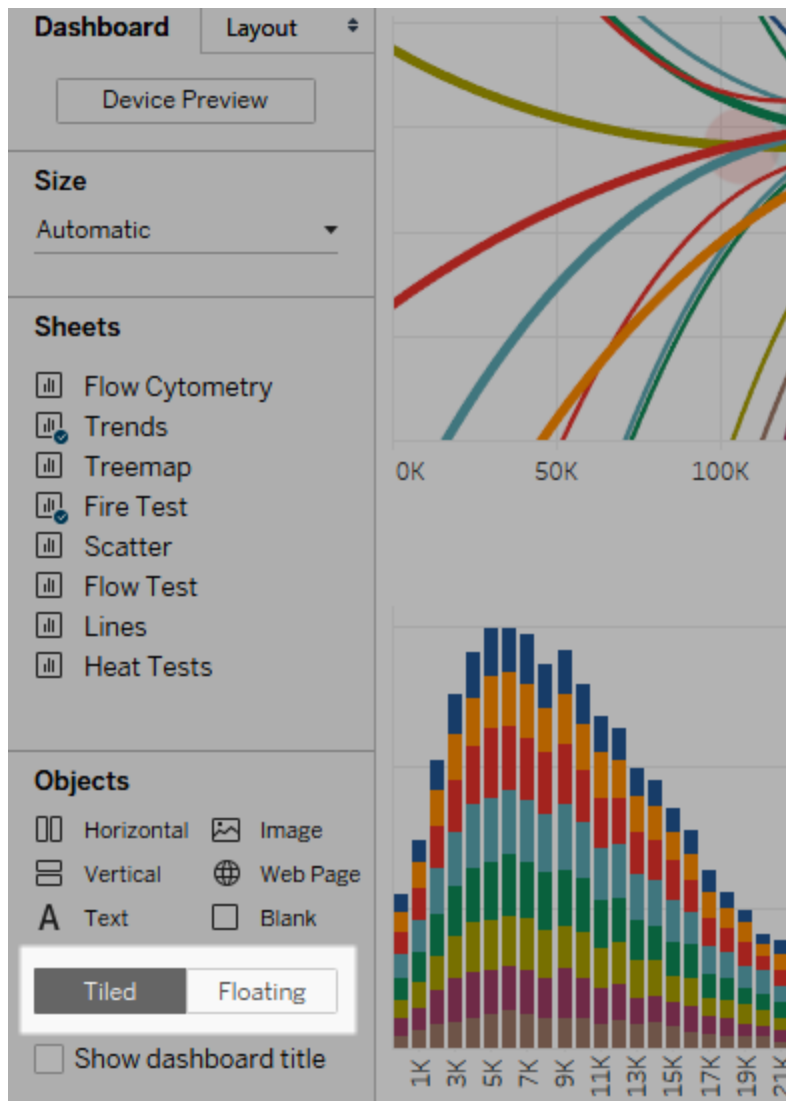 Dashboard Layout
Device Preview
Size
Automatic
Sheets
Flow Cytometry
Trends
Treemap
Fire Test
Scatter
Flow Test
Lines
Heat Tests
Objects
Horizontal Image
Vertical Web Page
A Text Blank
Tiled Floating
Show dashboard title
0K 50K 100K
1K 3K 5K 7K 9K 11K 13K 15K 17K 19K 21K